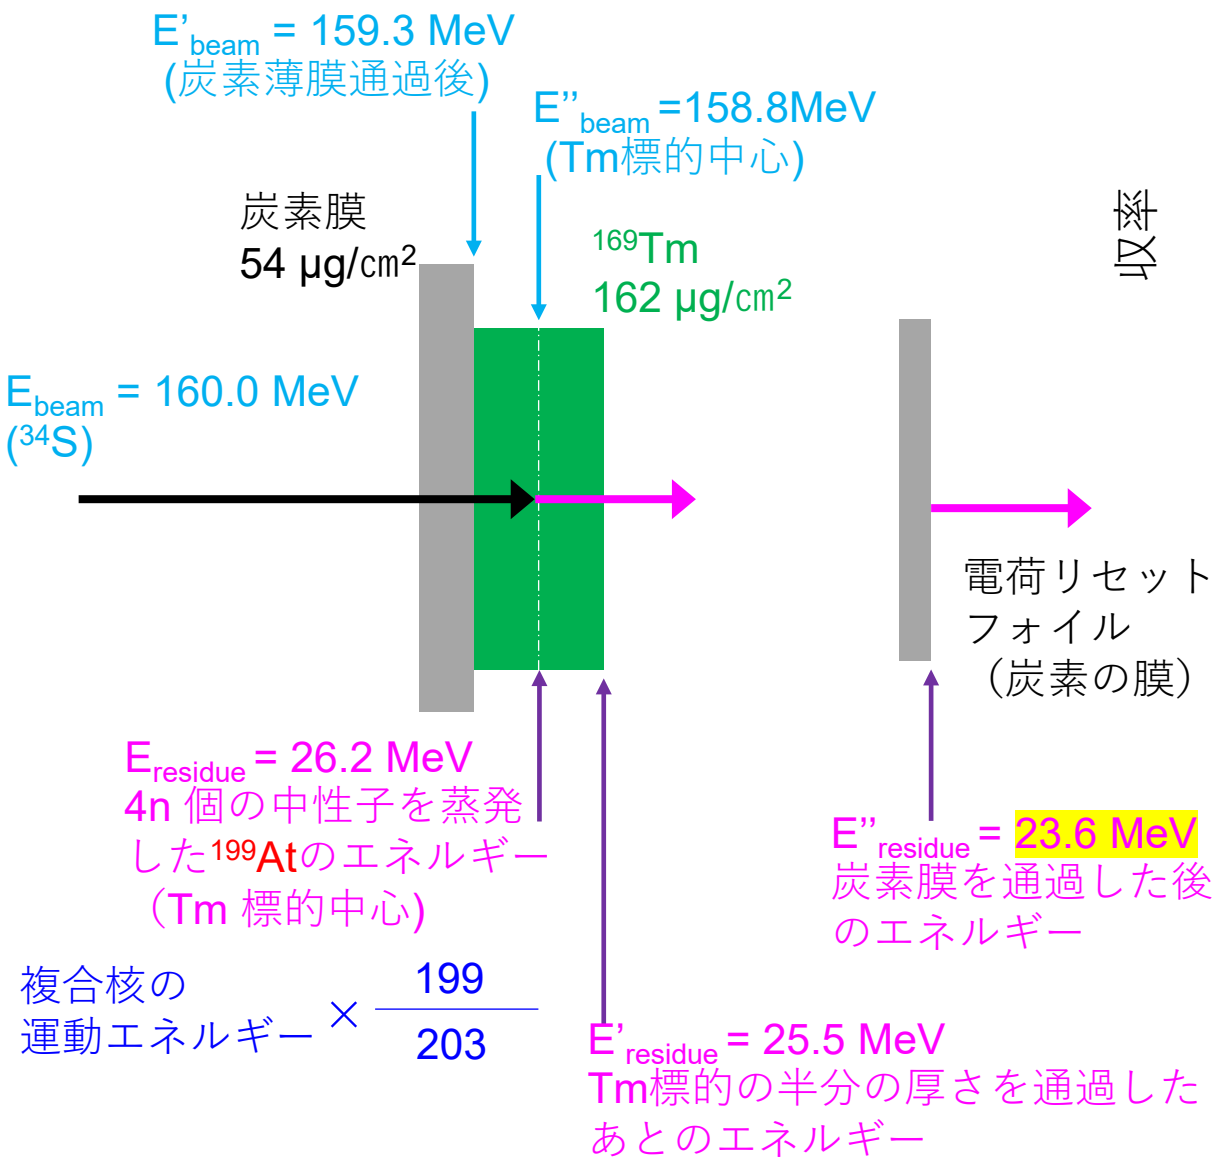 E’beam = 159.3 MeV
(炭素薄膜通過後)
E’’beam =158.8MeV
(Tm標的中心)
炭素膜
54 μg/㎝²
¹⁶⁹Tm
162 μg/㎝²
収率
Ebeam = 160.0 MeV
(³⁴S)
電荷リセット
フォイル
（炭素の膜）
Eresidue = 26.2 MeV
4n 個の中性子を蒸発
した¹⁹⁹Atのエネルギー
（Tm 標的中心)
E’’residue = 23.6 MeV
炭素膜を通過した後
のエネルギー
複合核の
運動エネルギー × 199
203
E’residue = 25.5 MeV
Tm標的の半分の厚さを通過した
あとのエネルギー